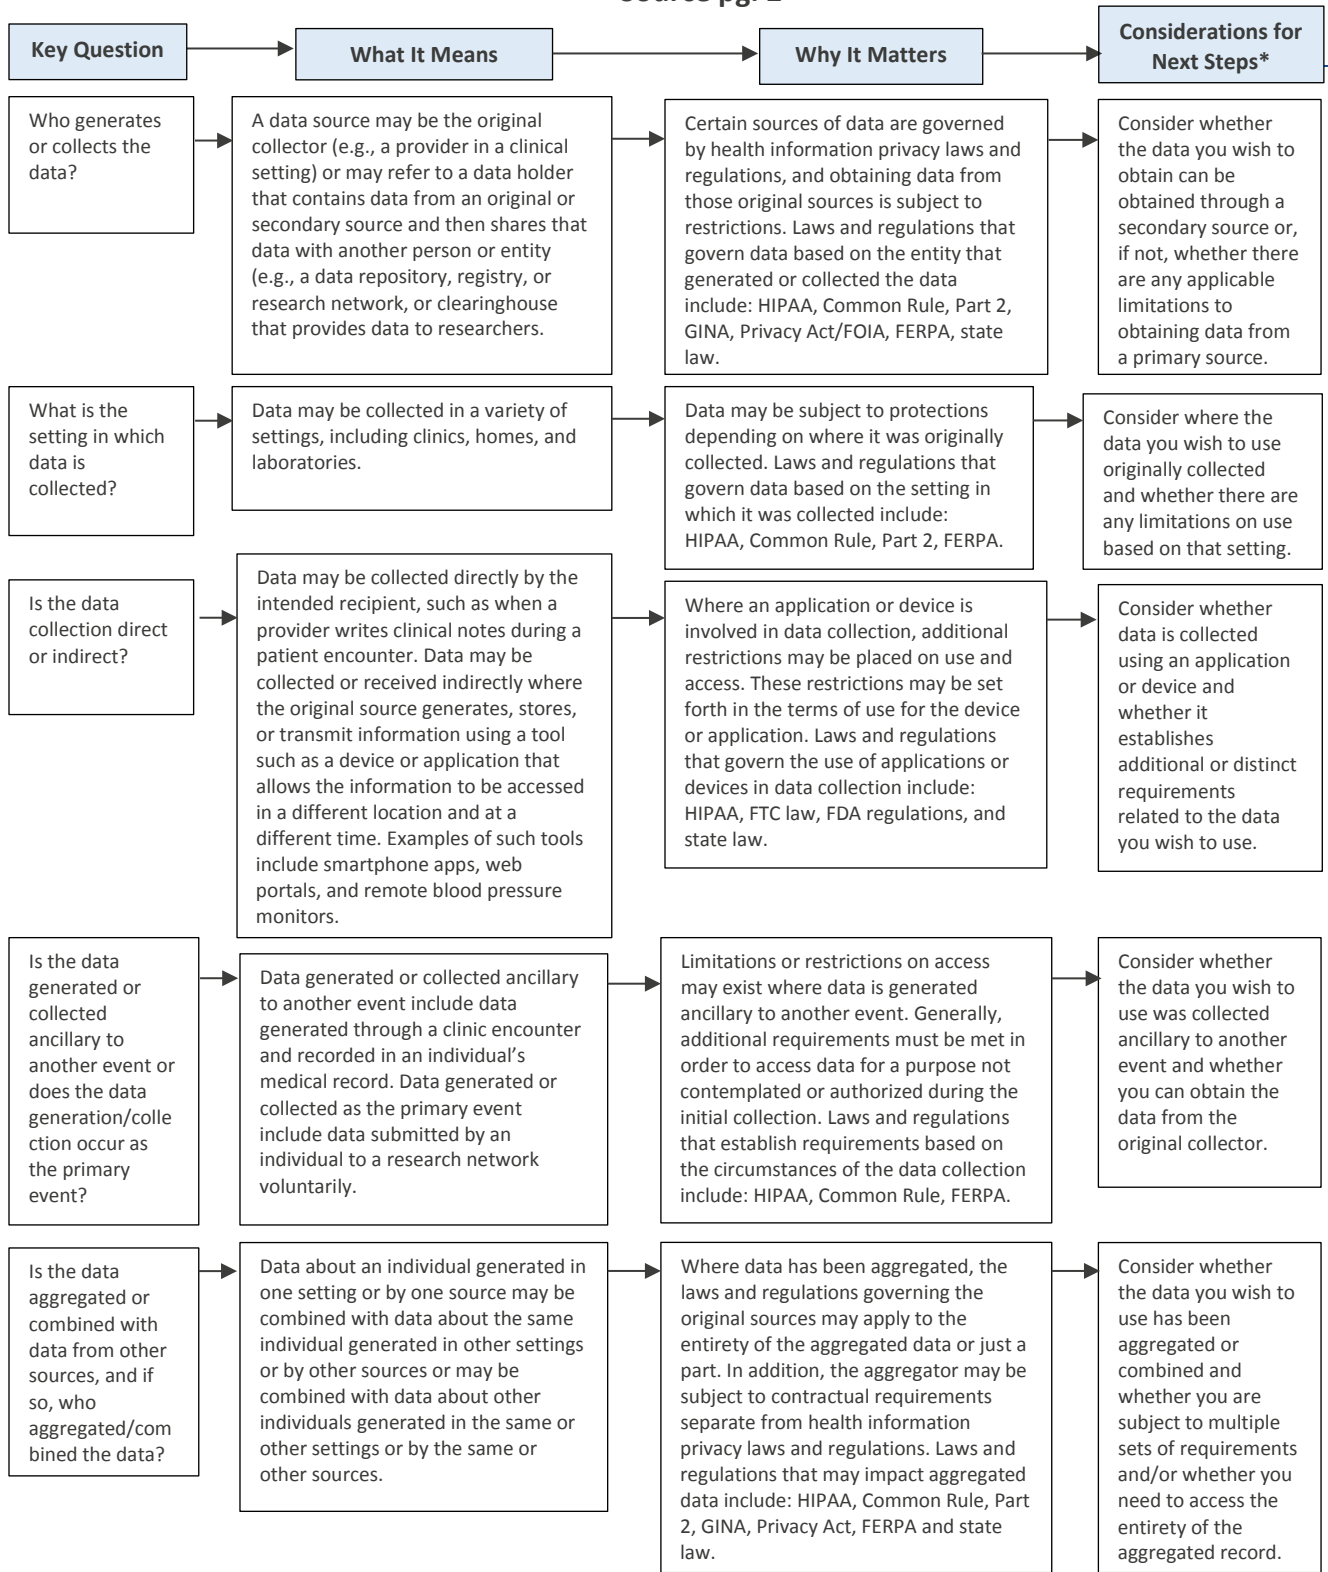 Source pg. 2
Key Question
What It Means
Why It Matters
Considerations for
Next Steps*
Who generates
or collects the
data?
A data source may be the original
collector (e.g., a provider in a clinical
setting) or may refer to a data holder
that contains data from an original or
secondary source and then shares that
data with another person or entity
(e.g., a data repository, registry, or
research network, or clearinghouse
that provides data to researchers.
Certain sources of data are governed
by health information privacy laws and
regulations, and obtaining data from
those original sources is subject to
restrictions. Laws and regulations that
govern data based on the entity that
generated or collected the data
include: HIPAA, Common Rule, Part 2,
GINA, Privacy Act/FOIA, FERPA, state
law.
Consider whether
the data you wish to
obtain can be
obtained through a
secondary source or,
if not, whether there
are any applicable
limitations to
obtaining data from
a primary source.
What is the
setting in which
data is
collected?
Data may be collected in a variety of
settings, including clinics, homes, and
laboratories.
Data may be subject to protections
depending on where it was originally
collected. Laws and regulations that
govern data based on the setting in
which it was collected include:
HIPAA, Common Rule, Part 2, FERPA.
Consider where the
data you wish to use
originally collected
and whether there are
any limitations on use
based on that setting.
Is the data
collection direct
or indirect?
Data may be collected directly by the
intended recipient, such as when a
provider writes clinical notes during a
patient encounter. Data may be
collected or received indirectly where
the original source generates, stores,
or transmit information using a tool
such as a device or application that
allows the information to be accessed
in a different location and at a
different time. Examples of such tools
include smartphone apps, web
portals, and remote blood pressure
monitors.
Where an application or device is
involved in data collection, additional
restrictions may be placed on use and
access. These restrictions may be set
forth in the terms of use for the device
or application. Laws and regulations
that govern the use of applications or
devices in data collection include:
HIPAA, FTC law, FDA regulations, and
state law.
Consider whether
data is collected
using an application
or device and
whether it
establishes
additional or distinct
requirements
related to the data
you wish to use.
Is the data
generated or
collected
ancillary to
another event or
does the data
generation/colle
ction occur as
the primary
event?
Data generated or collected ancillary
to another event include data
generated through a clinic encounter
and recorded in an individual’s
medical record. Data generated or
collected as the primary event
include data submitted by an
individual to a research network
voluntarily.
Limitations or restrictions on access
may exist where data is generated
ancillary to another event. Generally,
additional requirements must be met in
order to access data for a purpose not
contemplated or authorized during the
initial collection. Laws and regulations
that establish requirements based on
the circumstances of the data collection
include: HIPAA, Common Rule, FERPA.
Consider whether
the data you wish to
use was collected
ancillary to another
event and whether
you can obtain the
data from the
original collector.
Is the data
aggregated or
combined with
data from other
sources, and if
so, who
aggregated/com
bined the data?
Data about an individual generated in
one setting or by one source may be
combined with data about the same
individual generated in other settings
or by other sources or may be
combined with data about other
individuals generated in the same or
other settings or by the same or
other sources.
Where data has been aggregated, the
laws and regulations governing the
original sources may apply to the
entirety of the aggregated data or just a
part. In addition, the aggregator may be
subject to contractual requirements
separate from health information
privacy laws and regulations. Laws and
regulations that may impact aggregated
data include: HIPAA, Common Rule, Part
2, GINA, Privacy Act, FERPA and state
law.
Consider whether
the data you wish to
use has been
aggregated or
combined and
whether you are
subject to multiple
sets of requirements
and/or whether you
need to access the
entirety of the
aggregated record.